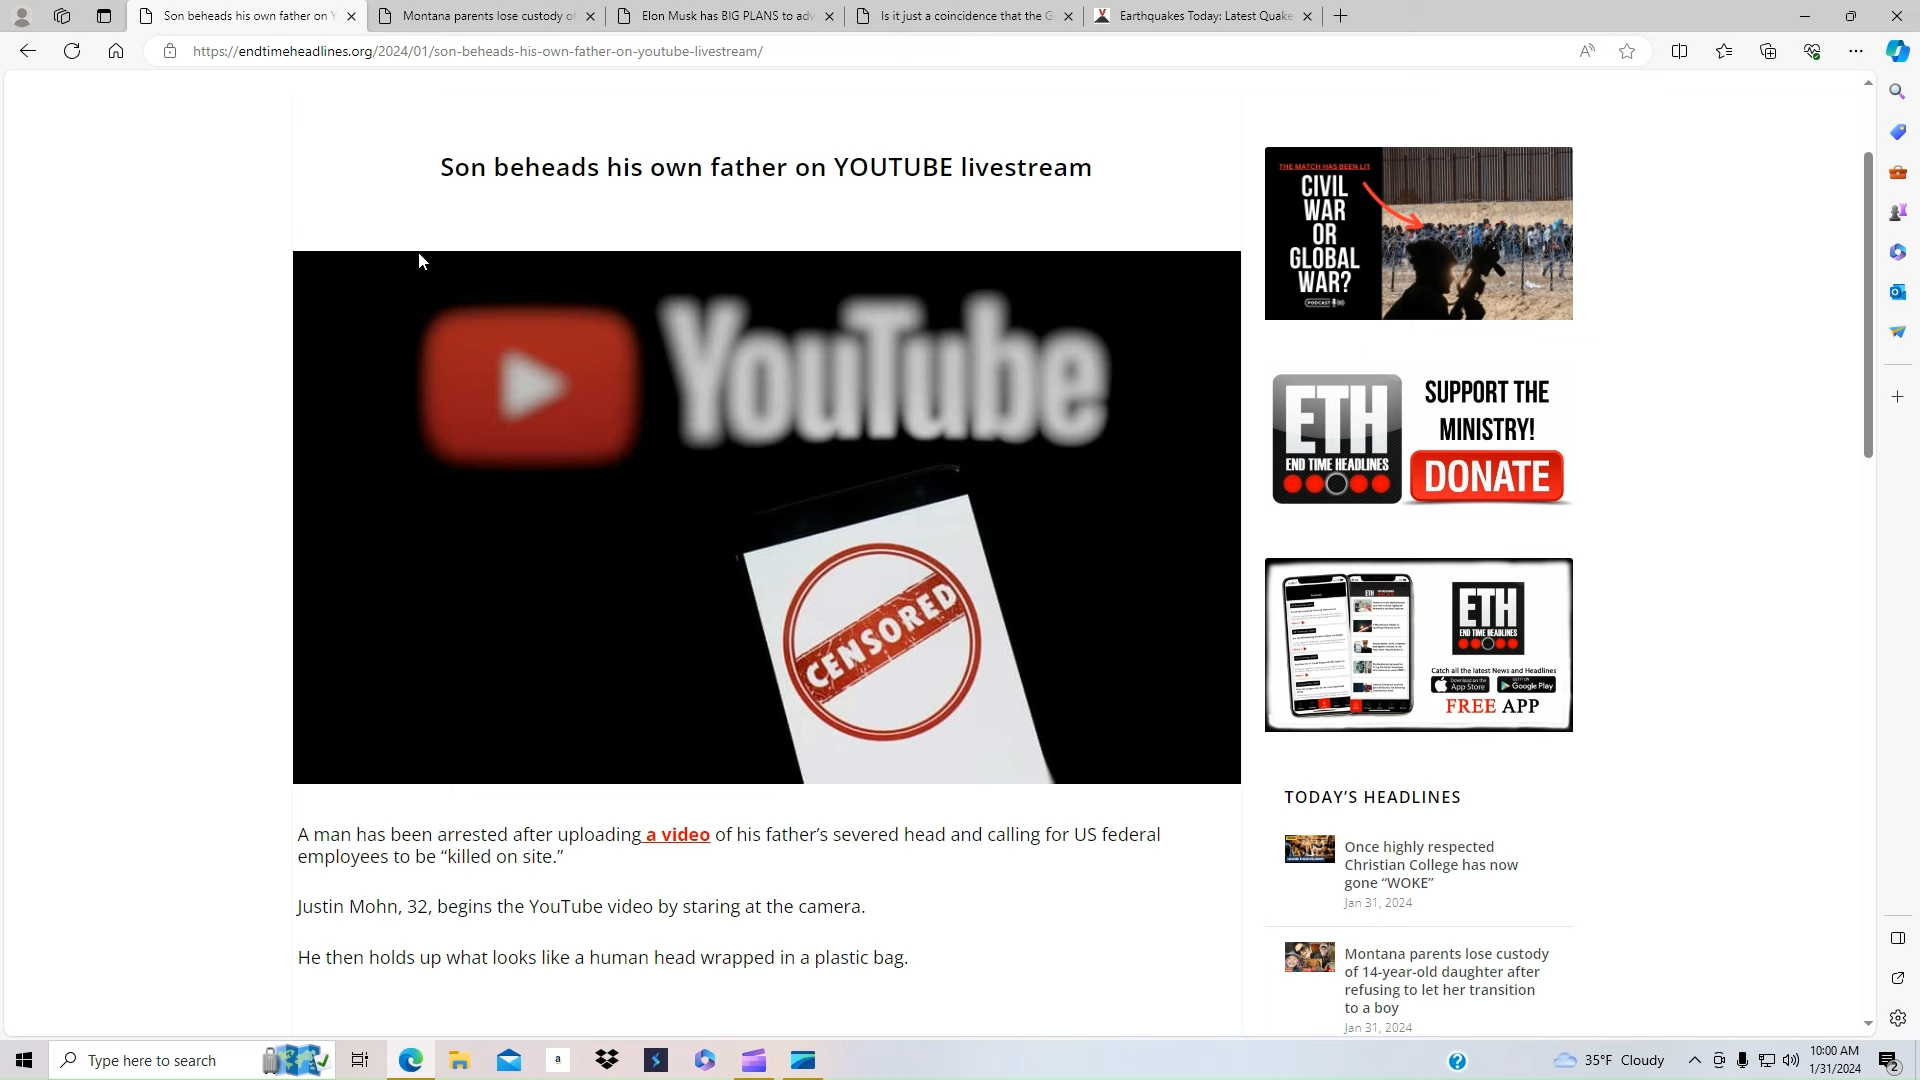 Son beheads his own father on Y
Montana parents lose custody of
Elon Musk has BIG PLANS to adv
Is it just a coincidence that the G
Earthquakes Today: Latest Quake
https://endtimeheadlines.org/2024/01/son-beheads-his-own-father-on-youtube-livestream/
Son beheads his own father on YOUTUBE livestream
YouTube
CENSORED
A man has been arrested after uploading a video of his father’s severed head and calling for US federal
employees to be “killed on site.”
Justin Mohn, 32, begins the YouTube video by staring at the camera.
He then holds up what looks like a human head wrapped in a plastic bag.
THE MATCH HAS BEEN LIT
CIVIL
WAR
OR
GLOBAL
WAR?
PODCAST
ETH
END TIME HEADLINES
SUPPORT THE
MINISTRY!
DONATE
ETH
END TIME HEADLINES
Catch all the latest News and Headlines
Download on the
App Store
GET IT ON
Google Play
FREE APP
TODAY’S HEADLINES
Once highly respected
Christian College has now
gone “WOKE”
Jan 31, 2024
Montana parents lose custody
of 14-year-old daughter after
refusing to let her transition
to a boy
Jan 31, 2024
Type here to search
a
35°F Cloudy
10:00 AM
1/31/2024
2